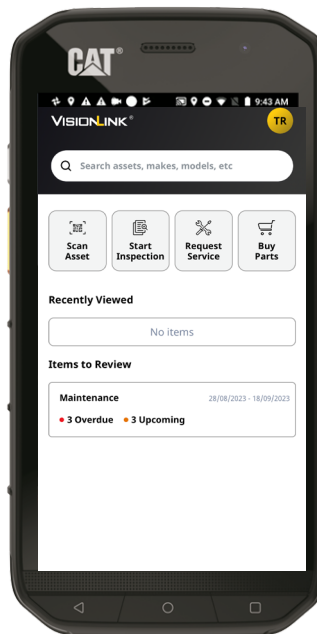 CAT®
9:43 AM
VISIONLINK®
TR
Search assets, makes, models, etc
Scan Asset
Start Inspection
Request Service
Buy Parts
Recently Viewed
No items
Items to Review
Maintenance 28/08/2023 - 18/09/2023
• 3 Overdue • 3 Upcoming